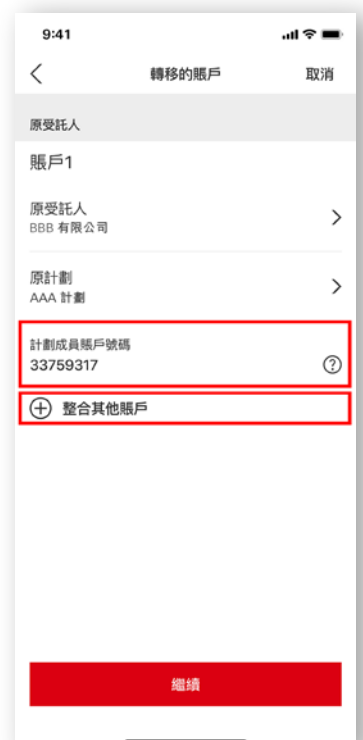 9:41
轉移的賬戶
取消
原受託人
賬戶1
原受託人
BBB 有限公司
原計劃
AAA 計劃
計劃成員賬戶號碼
33759317
整合其他賬戶
繼續